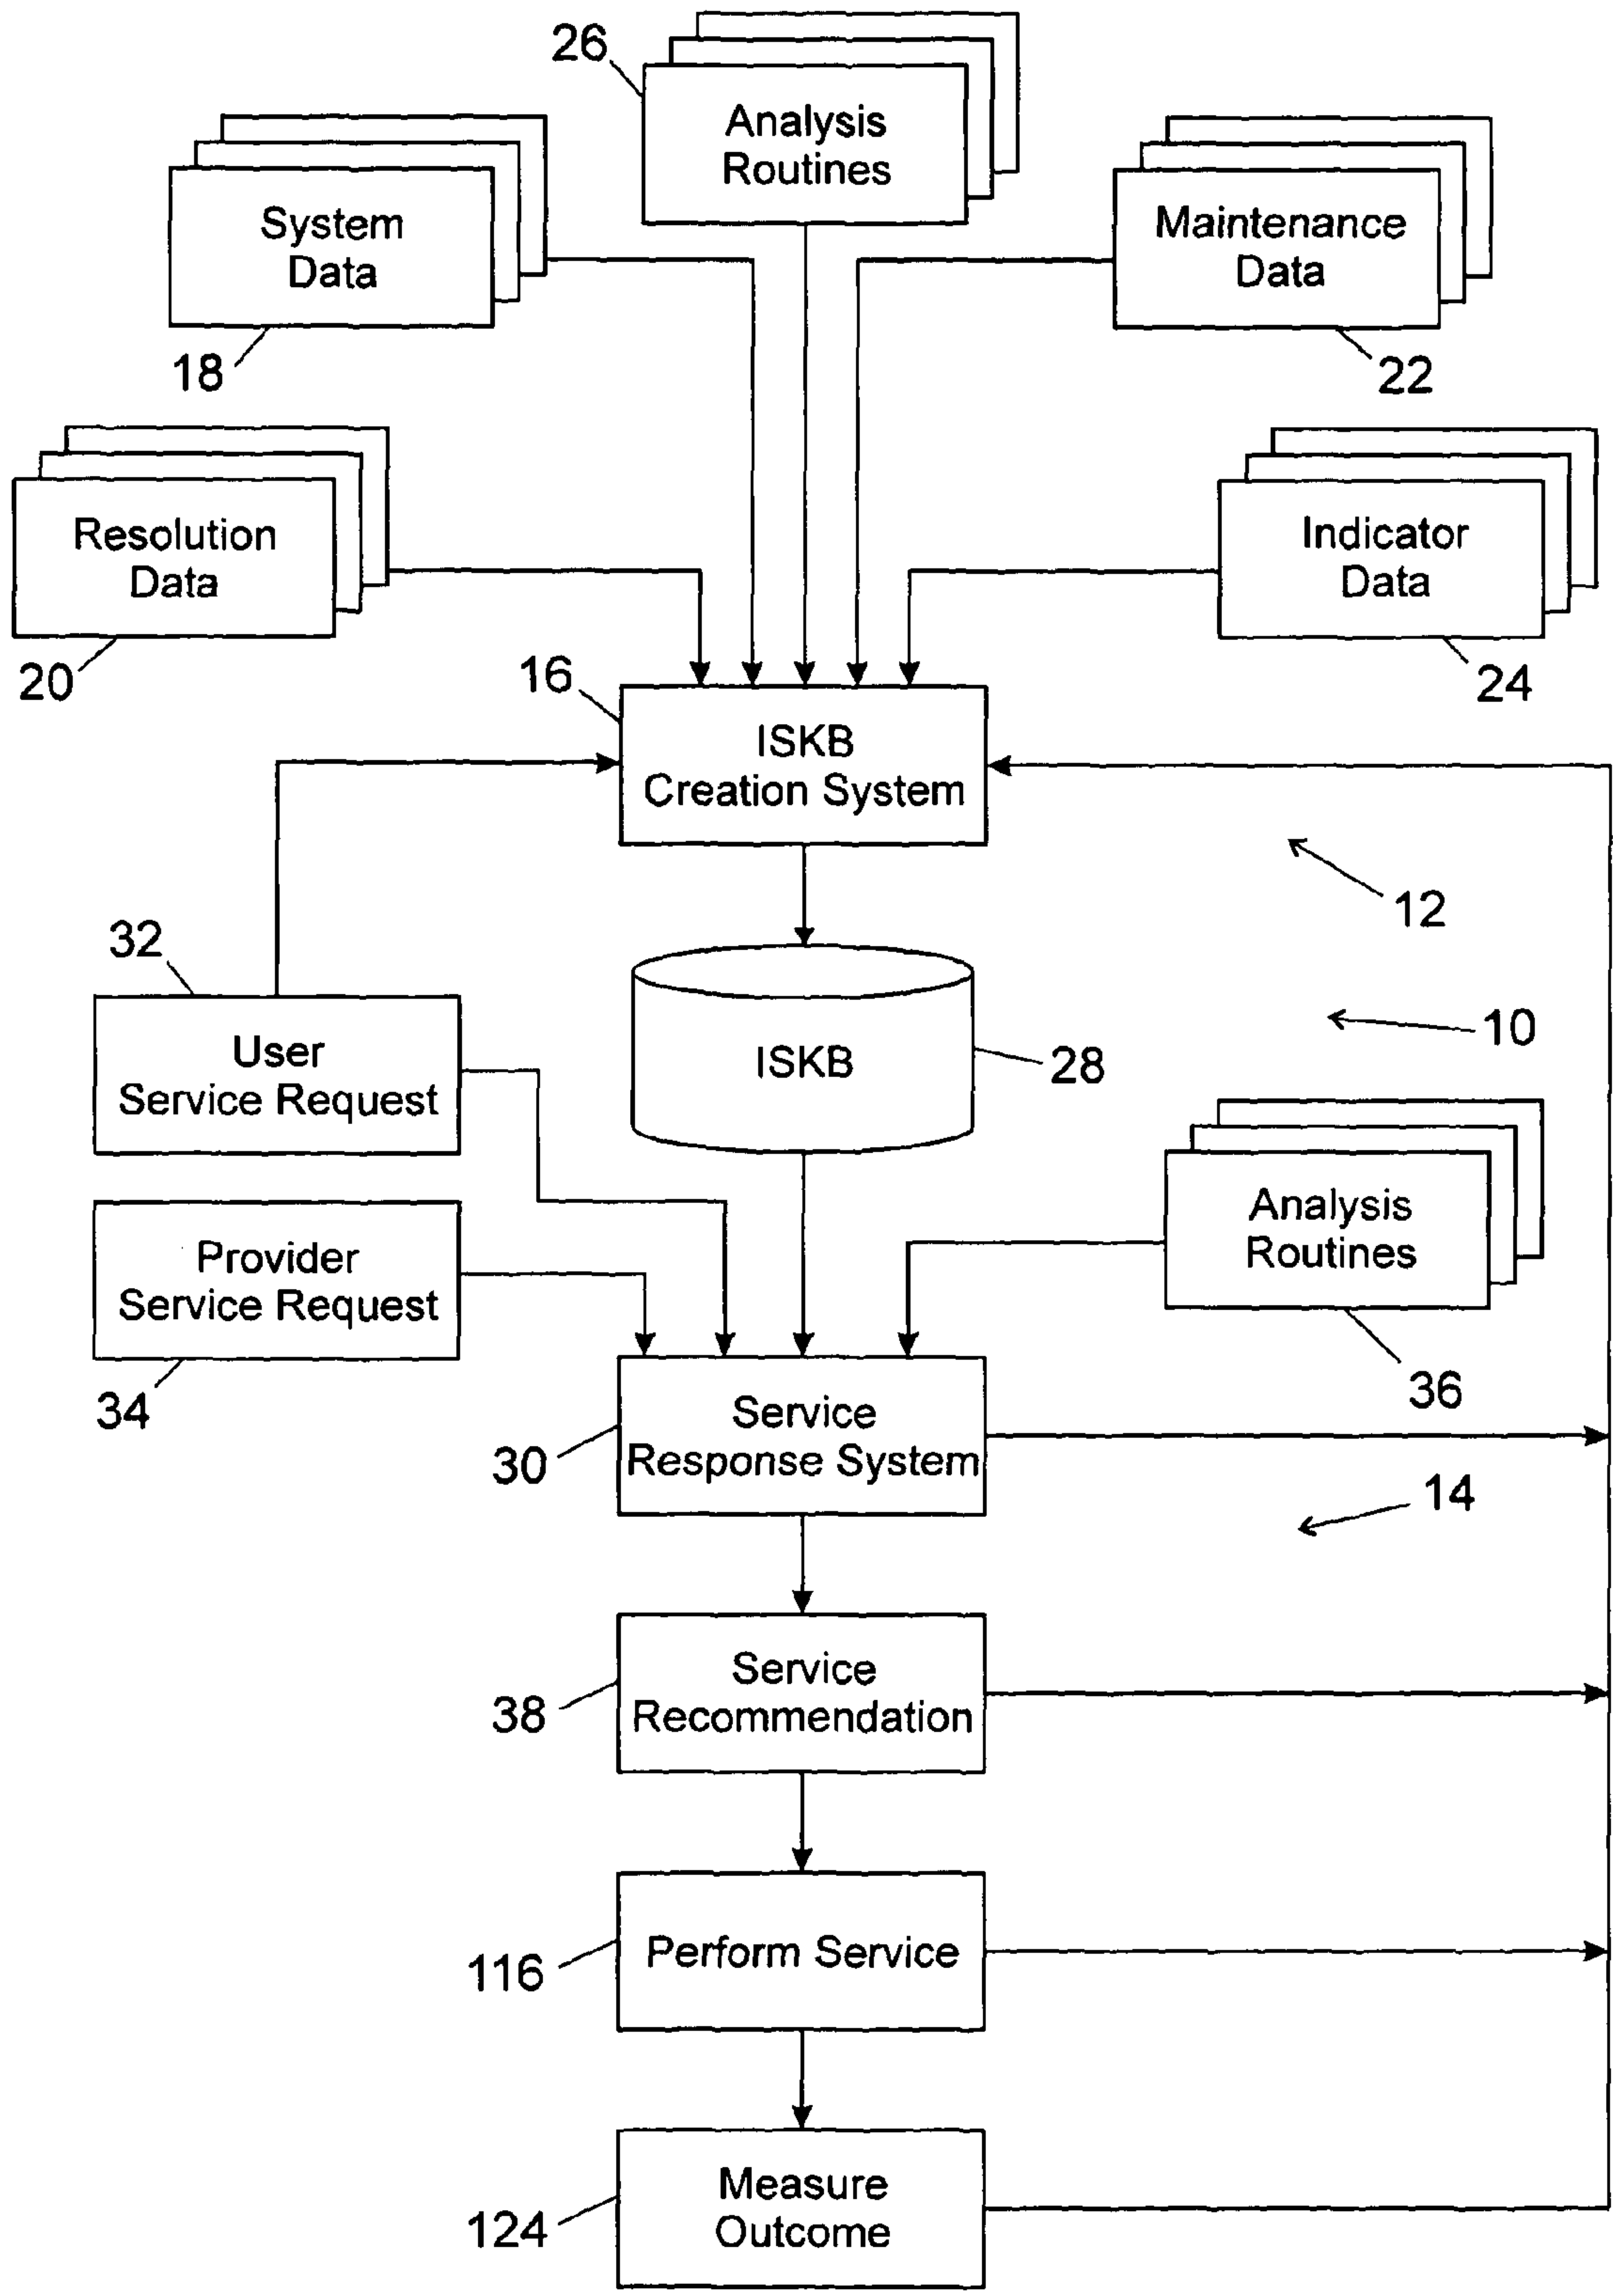 26
Analysis
Routines
System
Data
18
Maintenance
Data
22
Resolution
Data
20
Indicator
Data
24
16
ISKB
Creation System
12
32
User
Service Request
10
ISKB
28
Provider
Service Request
34
Analysis
Routines
36
Service
Response System
30
14
Service
Recommendation
38
Perform Service
116
Measure
Outcome
124